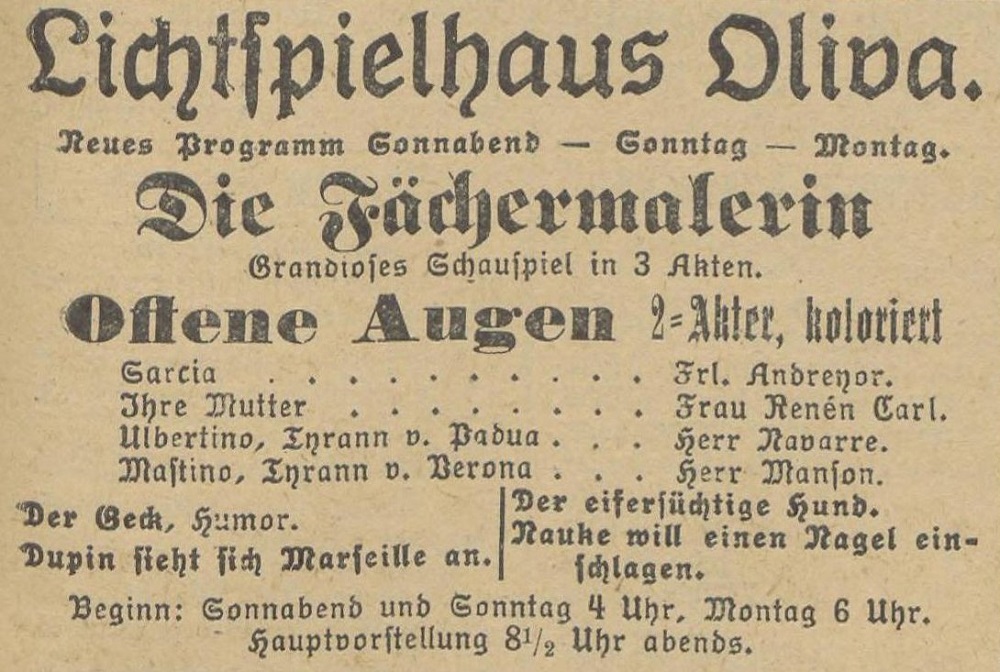 Lichtspielhaus Oliva.
Neues Programm Sonnabend — Sonntag — Montag.
Die Fächermalerin
Grandioses Schauspiel in 3 Akten.
Offene Augen 2=Akter, koloriert
Sarcia . . . . . . . . . . Frl. Andreyor.
Ihre Mutter . . . . . . . . Frau Renén Carl.
Ulbertino, Tyrann v. Padua . . . Herr Navarre.
Mastino, Tyrann v. Verona . . . Herr Manson.
Der Geck, Humor.
Dupin sieht sich Marseille an.
Der eifersüchtige Hund.
Nauke will einen Nagel ein-
schlagen.
Beginn: Sonnabend und Sonntag 4 Uhr, Montag 6 Uhr.
Hauptvorstellung 8½ Uhr abends.